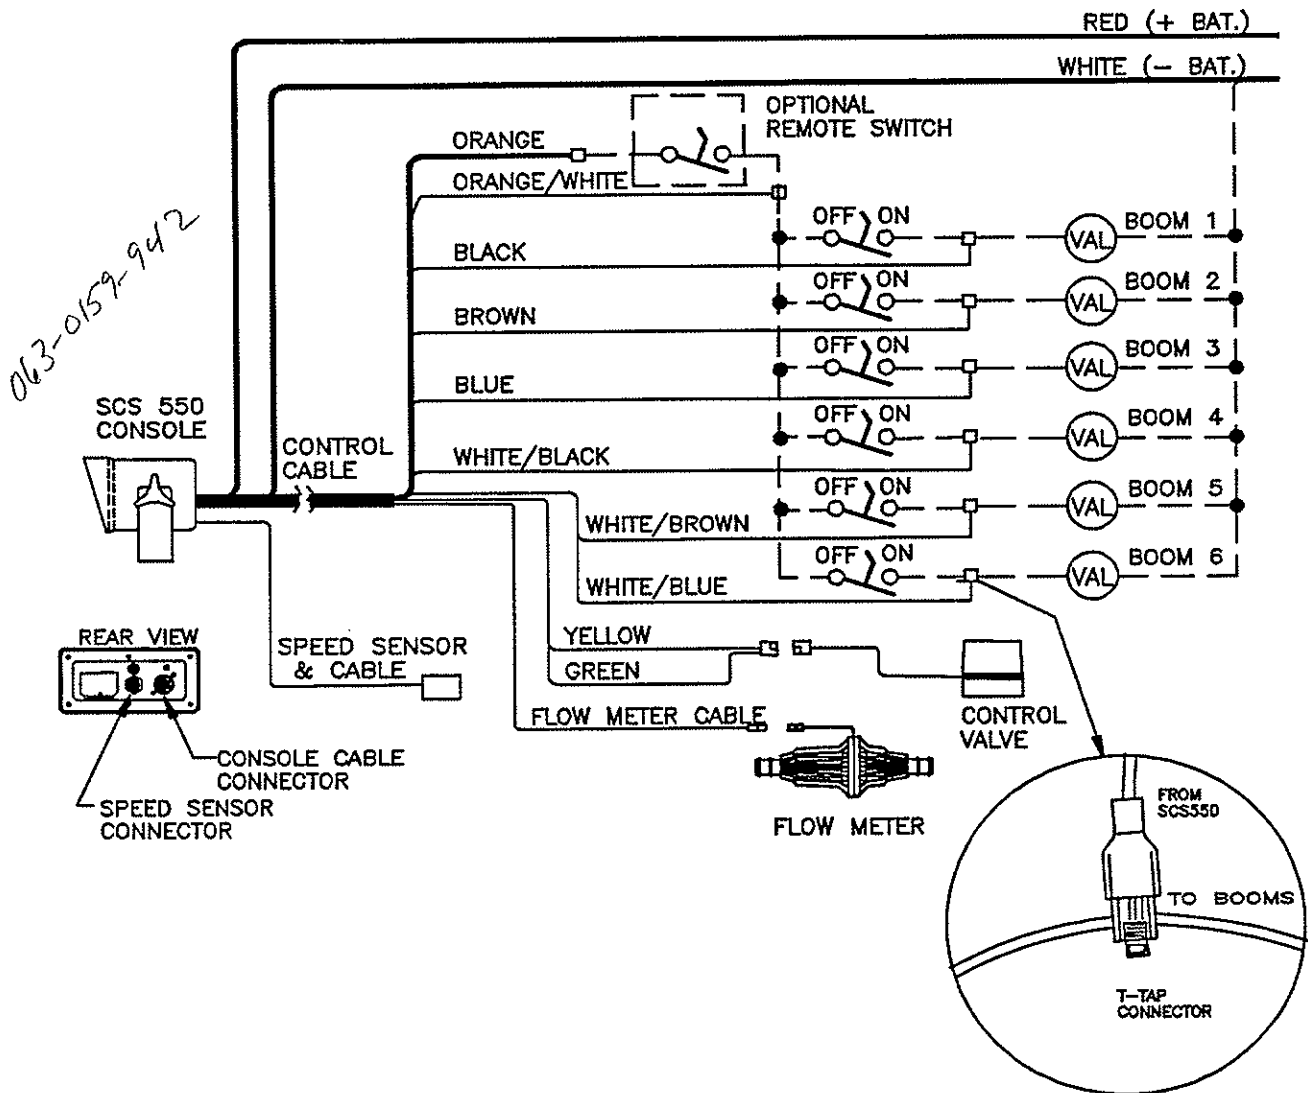 RED (+ BAT.)
WHITE (- BAT.)
OPTIONAL
REMOTE SWITCH
ORANGE
ORANGE/WHITE
063-0159-942
OFF ON
BOOM 1
VAL
BLACK
OFF ON
BOOM 2
VAL
BROWN
OFF ON
BOOM 3
VAL
BLUE
SCS 550
CONSOLE
OFF ON
BOOM 4
VAL
CONTROL
CABLE
WHITE/BLACK
OFF ON
BOOM 5
VAL
WHITE/BROWN
OFF ON
BOOM 6
VAL
WHITE/BLUE
REAR VIEW
SPEED SENSOR
& CABLE
YELLOW
GREEN
FLOW METER CABLE
CONTROL
VALVE
CONSOLE CABLE
CONNECTOR
SPEED SENSOR
CONNECTOR
FLOW METER
FROM
SCS550
TO BOOMS
T-TAP
CONNECTOR